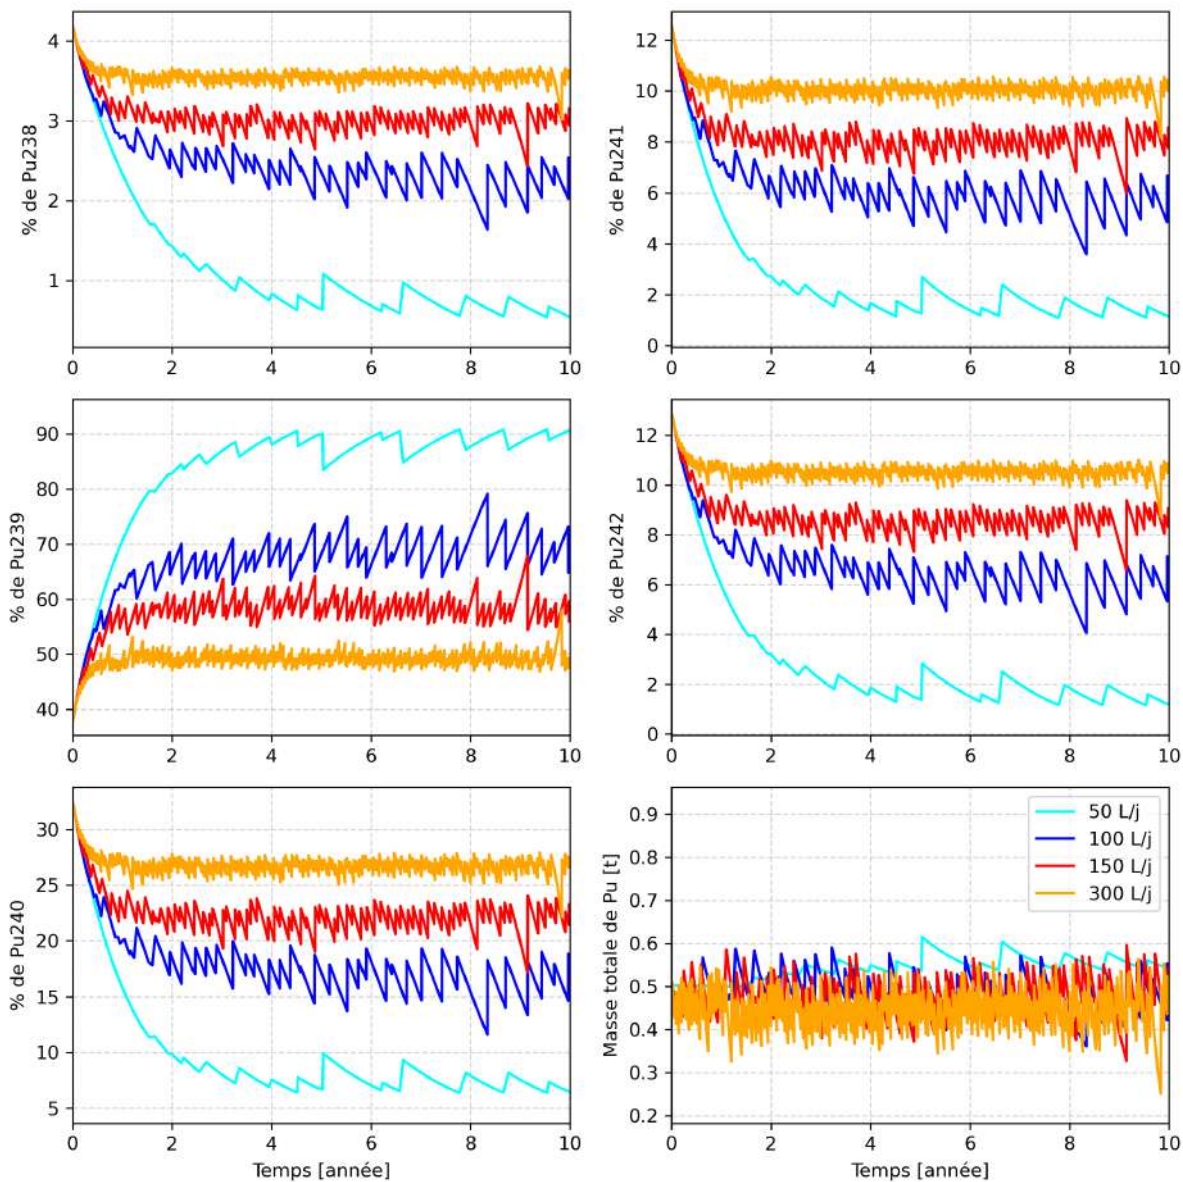 % de Pu238
4
3
2
1
0 2 4 6 8 10
% de Pu241
12
10
8
6
4
2
0
0 2 4 6 8 10
% de Pu239
90
80
70
60
50
40
0 2 4 6 8 10
% de Pu242
12
10
8
6
4
2
0
0 2 4 6 8 10
% de Pu240
30
25
20
15
10
5
0 2 4 6 8 10
Temps [année]
Masse totale de Pu [t]
0.9
0.8
0.7
0.6
0.5
0.4
0.3
0.2
50 L/j
100 L/j
150 L/j
300 L/j
0 2 4 6 8 10
Temps [année]